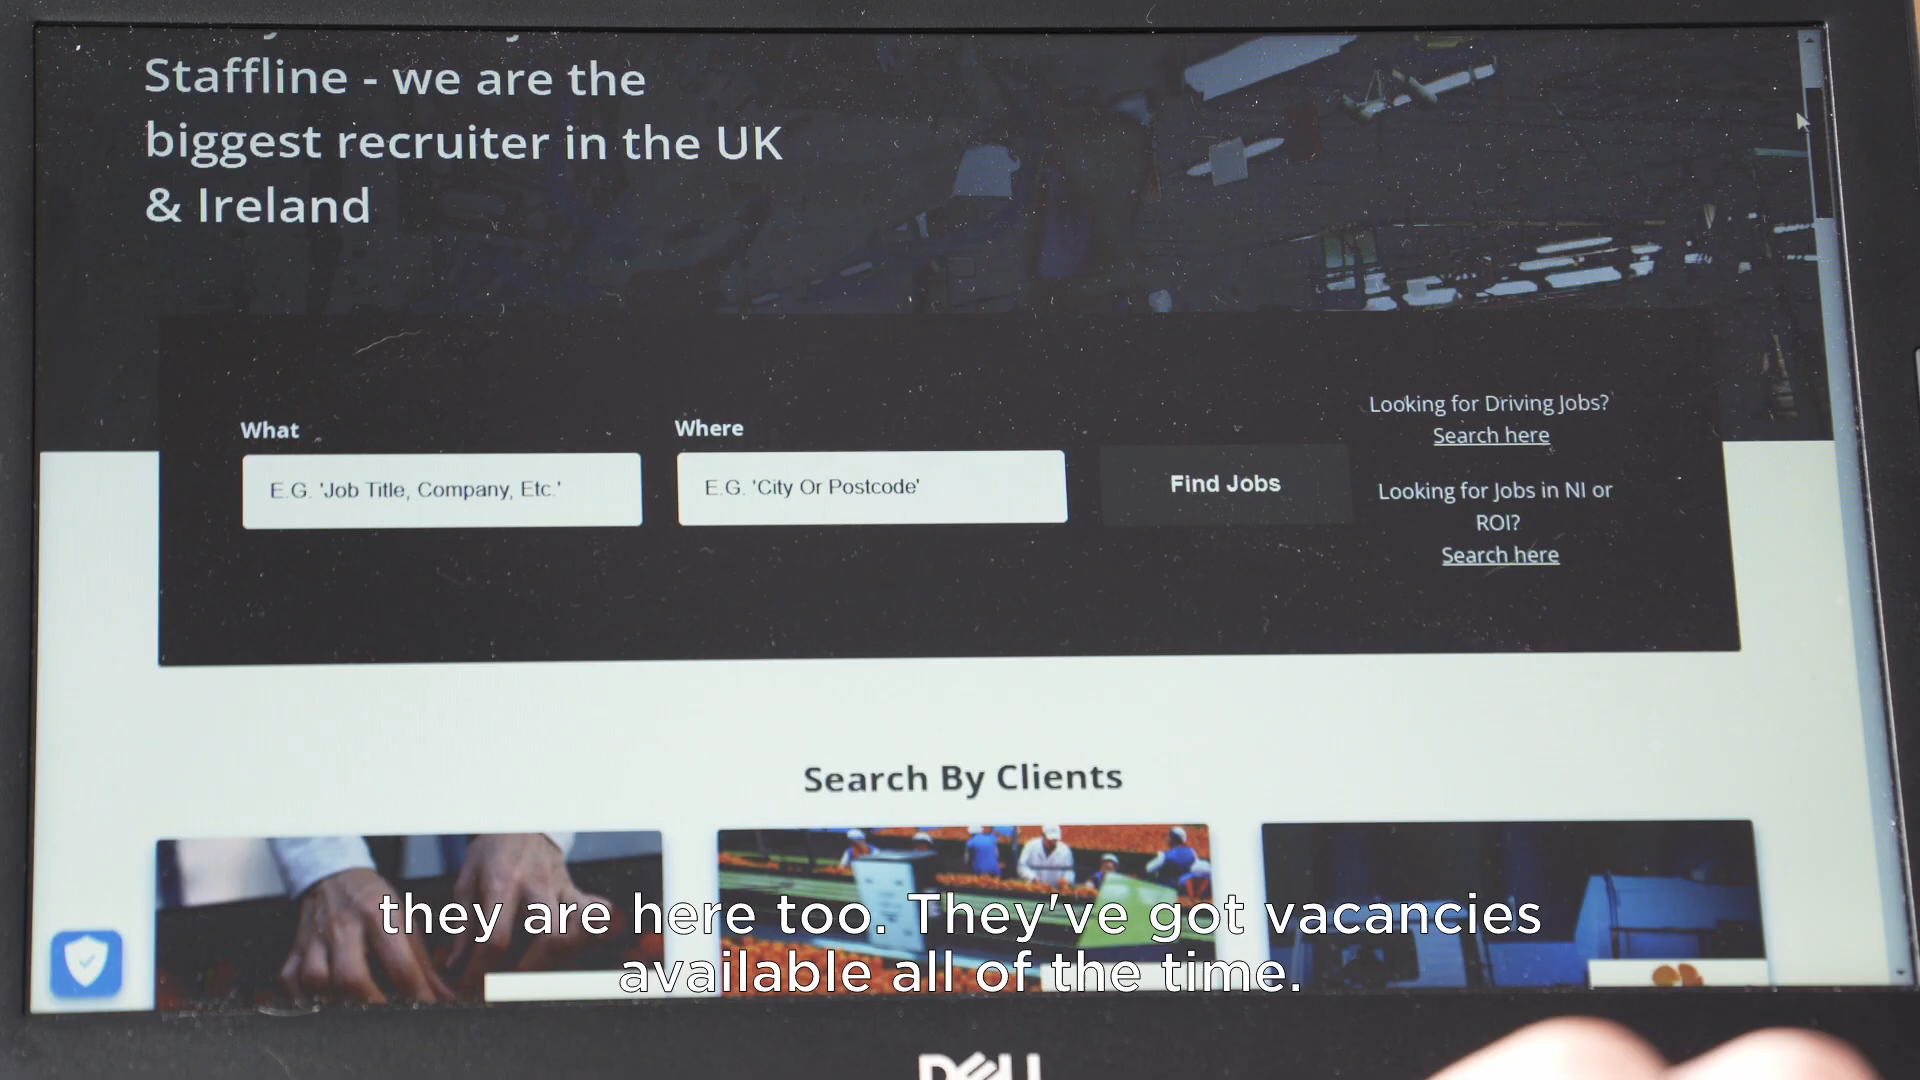 Staffline - we are the
biggest recruiter in the UK
& Ireland
What
E.G. 'Job Title, Company, Etc.'
Where
E.G. 'City Or Postcode'
Find Jobs
Looking for Driving Jobs?
Search here
Looking for Jobs in NI or
ROI?
Search here
Search By Clients
they are here too. They've got vacancies
available all of the time.
DELL